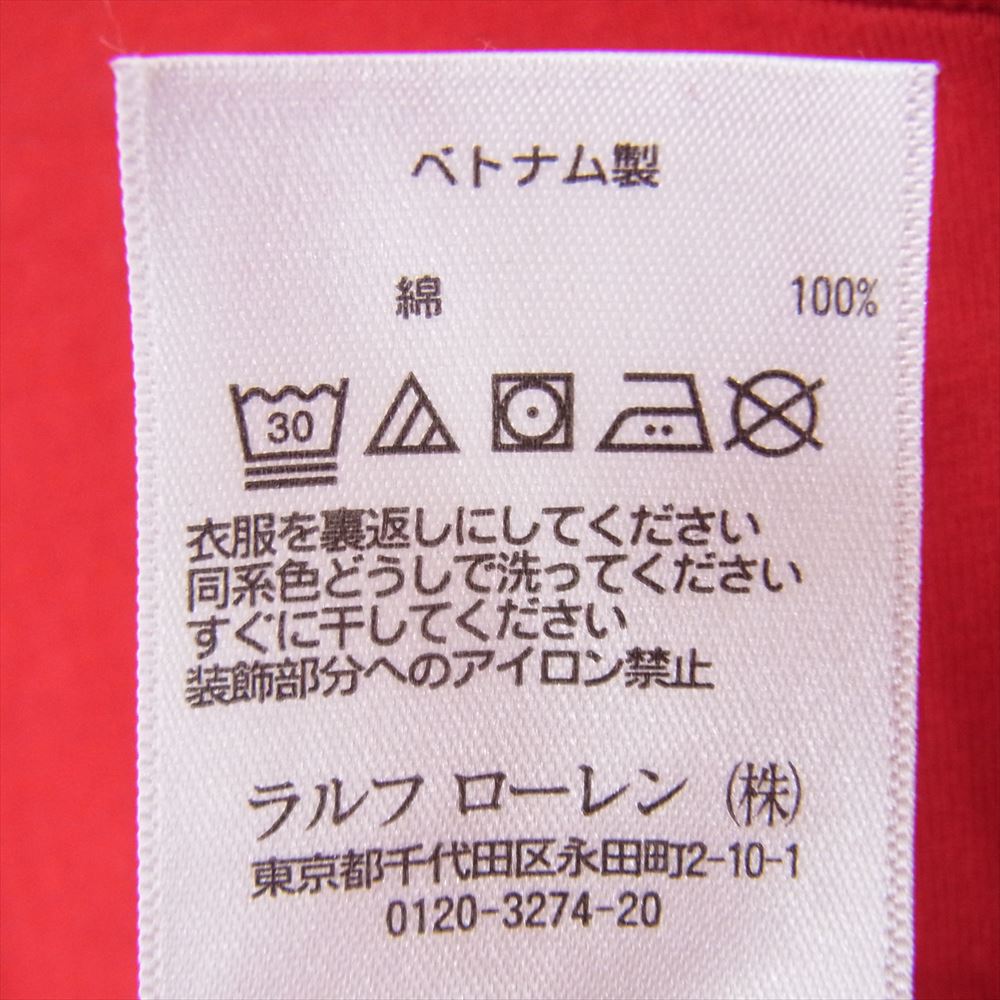 ベトナム製
綿 100%
30
衣服を裏返しにしてください
同系色どうしで洗ってください
すぐに干してください
装飾部分へのアイロン禁止
ラルフ ローレン (株)
東京都千代田区永田町2-10-1
0120-3274-20